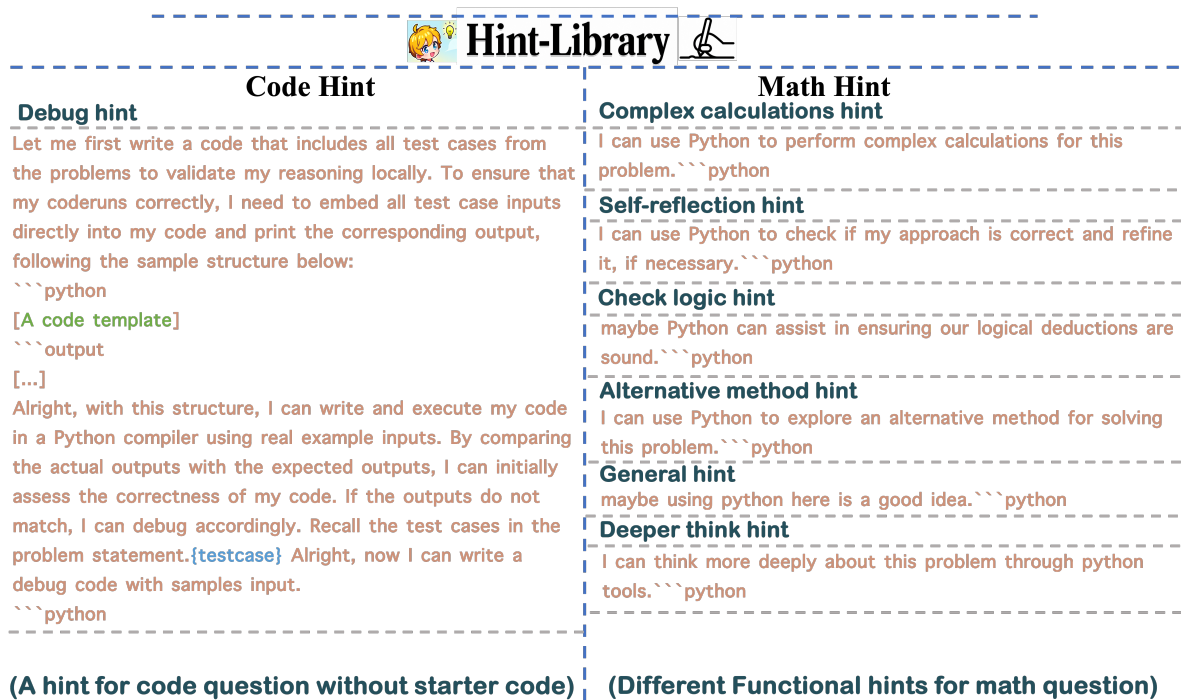 Hint-Library
Code Hint
Debug hint
Let me first write a code that includes all test cases from
the problems to validate my reasoning locally. To ensure that
my coderuns correctly, I need to embed all test case inputs
directly into my code and print the corresponding output,
following the sample structure below:
```python
[A code template]
```output
[...]
Alright, with this structure, I can write and execute my code
in a Python compiler using real example inputs. By comparing
the actual outputs with the expected outputs, I can initially
assess the correctness of my code. If the outputs do not
match, I can debug accordingly. Recall the test cases in the
problem statement.{testcase} Alright, now I can write a
debug code with samples input.
```python
(A hint for code question without starter code)
Math Hint
Complex calculations hint
I can use Python to perform complex calculations for this
problem.```python
Self-reflection hint
I can use Python to check if my approach is correct and refine
it, if necessary.```python
Check logic hint
maybe Python can assist in ensuring our logical deductions are
sound.```python
Alternative method hint
I can use Python to explore an alternative method for solving
this problem.```python
General hint
maybe using python here is a good idea.```python
Deeper think hint
I can think more deeply about this problem through python
tools.```python
(Different Functional hints for math question)